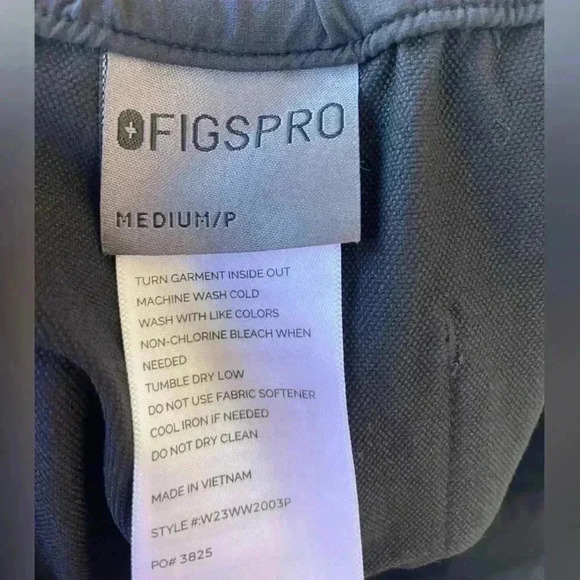 FIGSPRO
MEDIUM/P
TURN GARMENT INSIDE OUT
MACHINE WASH COLD
WASH WITH LIKE COLORS
NON-CHLORINE BLEACH WHEN
NEEDED
TUMBLE DRY LOW
DO NOT USE FABRIC SOFTENER
COOL IRON IF NEEDED
DO NOT DRY CLEAN
MADE IN VIETNAM
STYLE #:W23WW2003P
PO# 3825